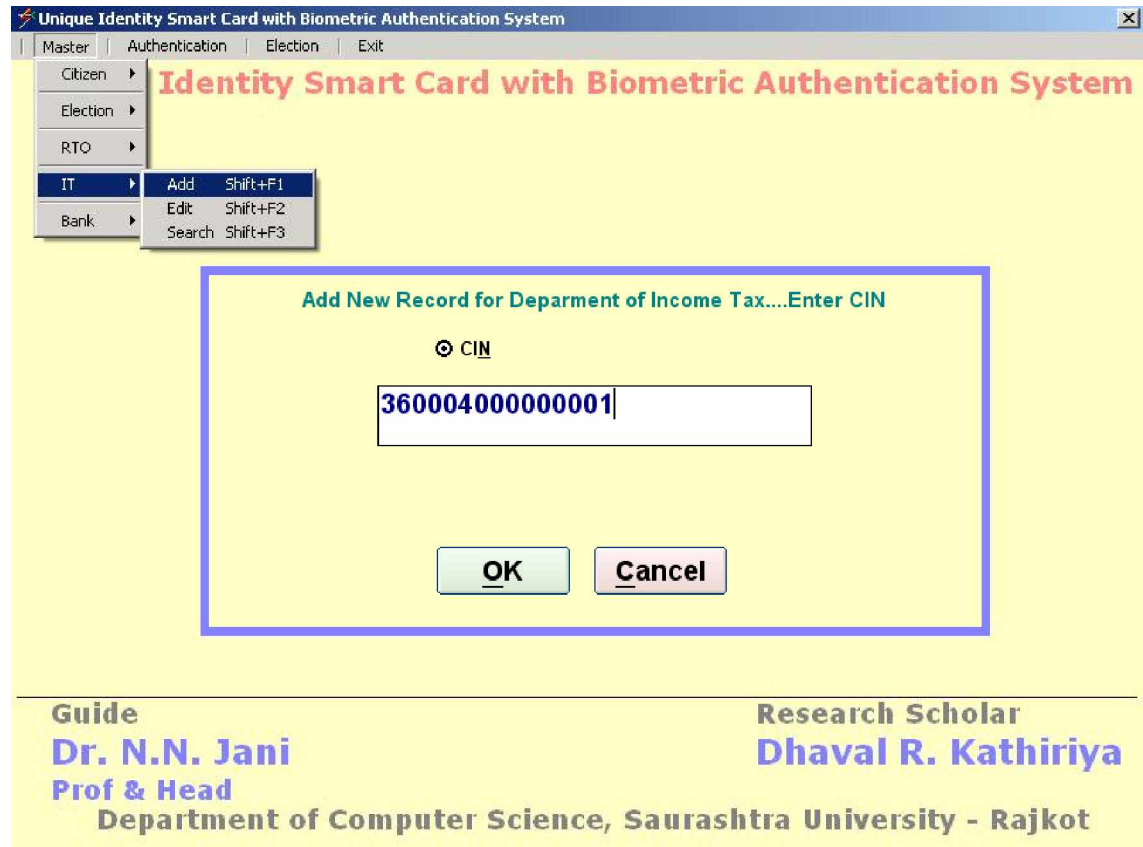 Unique Identity Smart Card with Biometric Authentication System
Master Authentication Election Exit
Identity Smart Card with Biometric Authentication System
Citizen
Election
RTO
IT
Bank
Add Shift+F1
Edit Shift+F2
Search Shift+F3
Add New Record for Deparment of Income Tax....Enter CIN
CIN
360004000000001
OK Cancel
Guide Research Scholar
Dr. N.N. Jani Dhaval R. Kathiriya
Prof & Head
Department of Computer Science, Saurashtra University - Rajkot